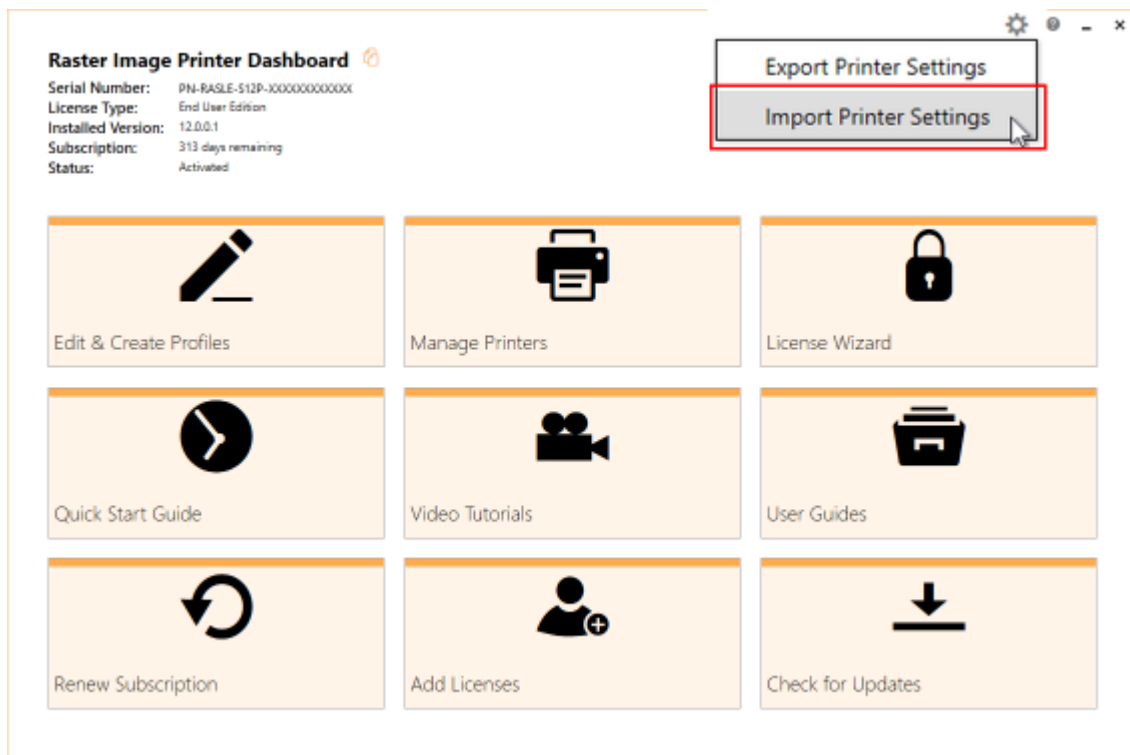 Raster Image Printer Dashboard
Serial Number: PN-RASLE-S12P-XXXXXXXXXXXX
License Type: End User Edition
Installed Version: 12.0.0.1
Subscription: 313 days remaining
Status: Activated
Export Printer Settings
Import Printer Settings
Edit & Create Profiles
Manage Printers
License Wizard
Quick Start Guide
Video Tutorials
User Guides
Renew Subscription
Add Licenses
Check for Updates